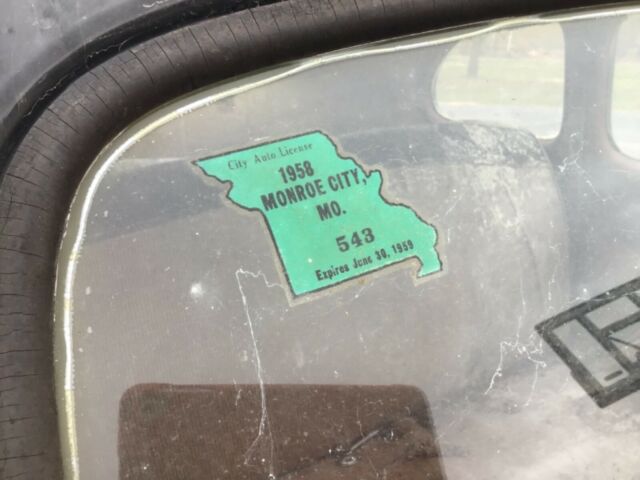 City Auto License
1958
MONROE CITY,
MO.
543
Expires June 30, 1959